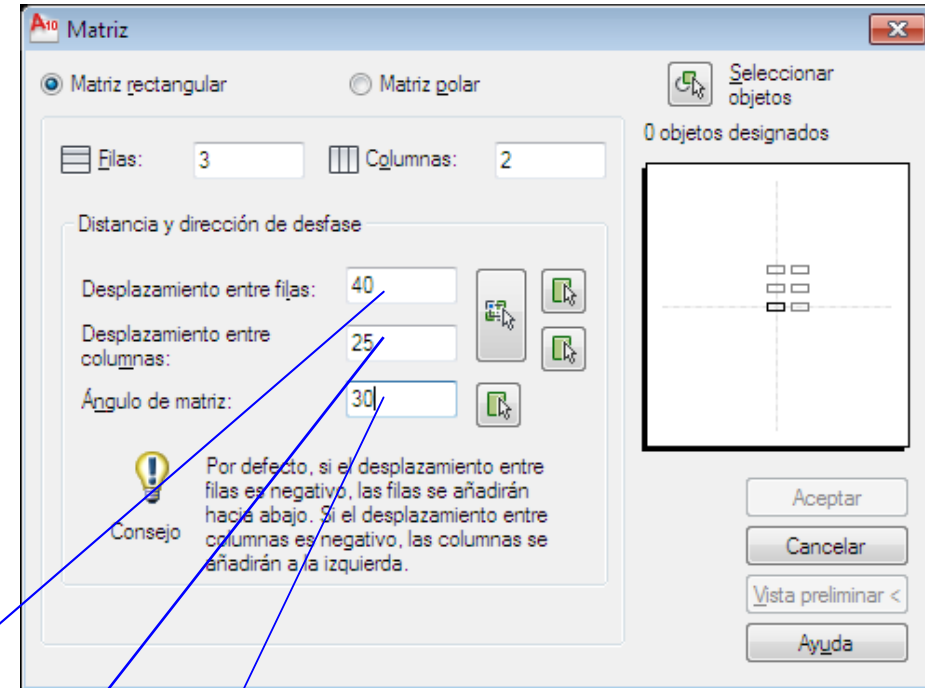 A10 Matriz
Matriz rectangular
Matriz polar
Seleccionar
objetos
0 objetos designados
Filas: 3
Columnas: 2
Distancia y dirección de desfase
Desplazamiento entre filas: 40
Desplazamiento entre
columnas: 25
Ángulo de matriz: 30
Consejo
Por defecto, si el desplazamiento entre
filas es negativo, las filas se añadirán
hacia abajo. Si el desplazamiento entre
columnas es negativo, las columnas se
añadirán a la izquierda.
Aceptar
Cancelar
Vista preliminar <
Ayuda